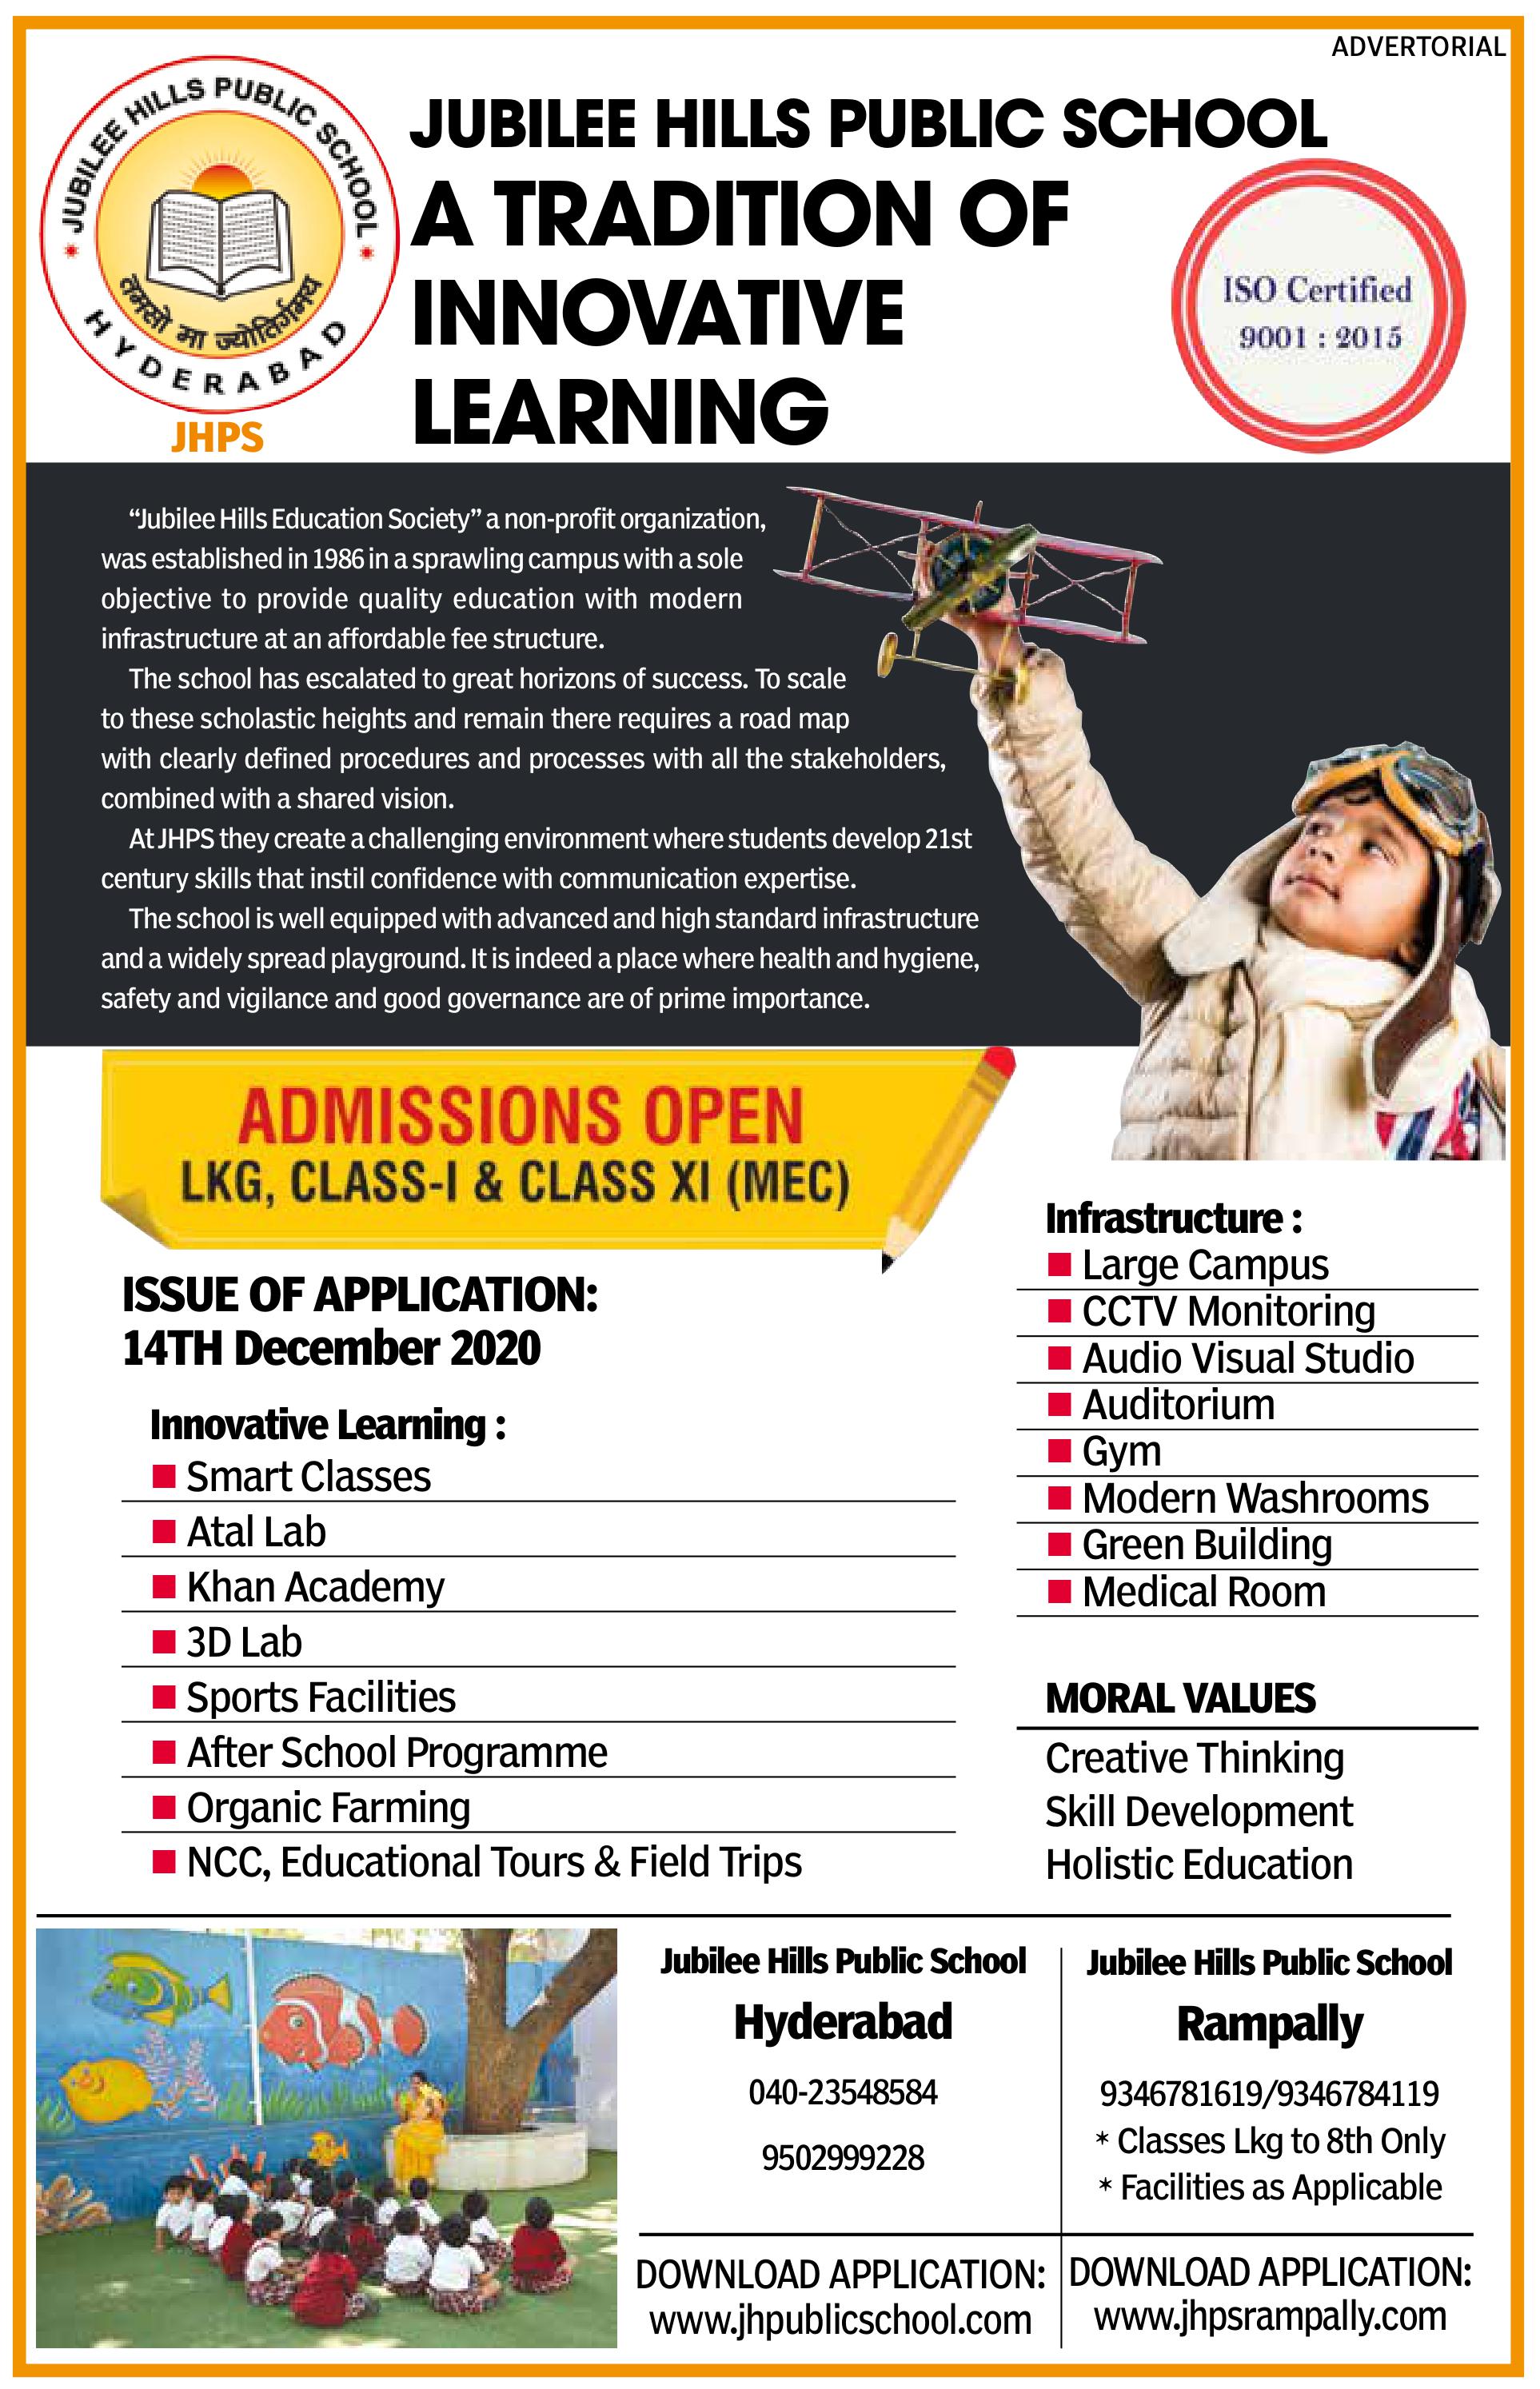 ADVERTORIAL
JUBILEE HILLS PUBLIC SCHOOL
तमसो मा ज्योतिर्गमय
HYDERABAD
JHPS
JUBILEE HILLS PUBLIC SCHOOL
A TRADITION OF
INNOVATIVE
LEARNING
ISO Certified
9001 : 2015
“Jubilee Hills Education Society” a non-profit organization,
was established in 1986 in a sprawling campus with a sole
objective to provide quality education with modern
infrastructure at an affordable fee structure.
The school has escalated to great horizons of success. To scale
to these scholastic heights and remain there requires a road map
with clearly defined procedures and processes with all the stakeholders,
combined with a shared vision.
At JHPS they create a challenging environment where students develop 21st
century skills that instil confidence with communication expertise.
The school is well equipped with advanced and high standard infrastructure
and a widely spread playground. It is indeed a place where health and hygiene,
safety and vigilance and good governance are of prime importance.
ADMISSIONS OPEN
LKG, CLASS-I & CLASS XI (MEC)
ISSUE OF APPLICATION:
14TH December 2020
Innovative Learning :
Smart Classes
Atal Lab
Khan Academy
3D Lab
Sports Facilities
After School Programme
Organic Farming
NCC, Educational Tours & Field Trips
Infrastructure :
Large Campus
CCTV Monitoring
Audio Visual Studio
Auditorium
Gym
Modern Washrooms
Green Building
Medical Room
MORAL VALUES
Creative Thinking
Skill Development
Holistic Education
Jubilee Hills Public School
Hyderabad
040-23548584
9502999228
DOWNLOAD APPLICATION:
www.jhpublicschool.com
Jubilee Hills Public School
Rampally
9346781619/9346784119
* Classes Lkg to 8th Only
* Facilities as Applicable
DOWNLOAD APPLICATION:
www.jhpsrampally.com